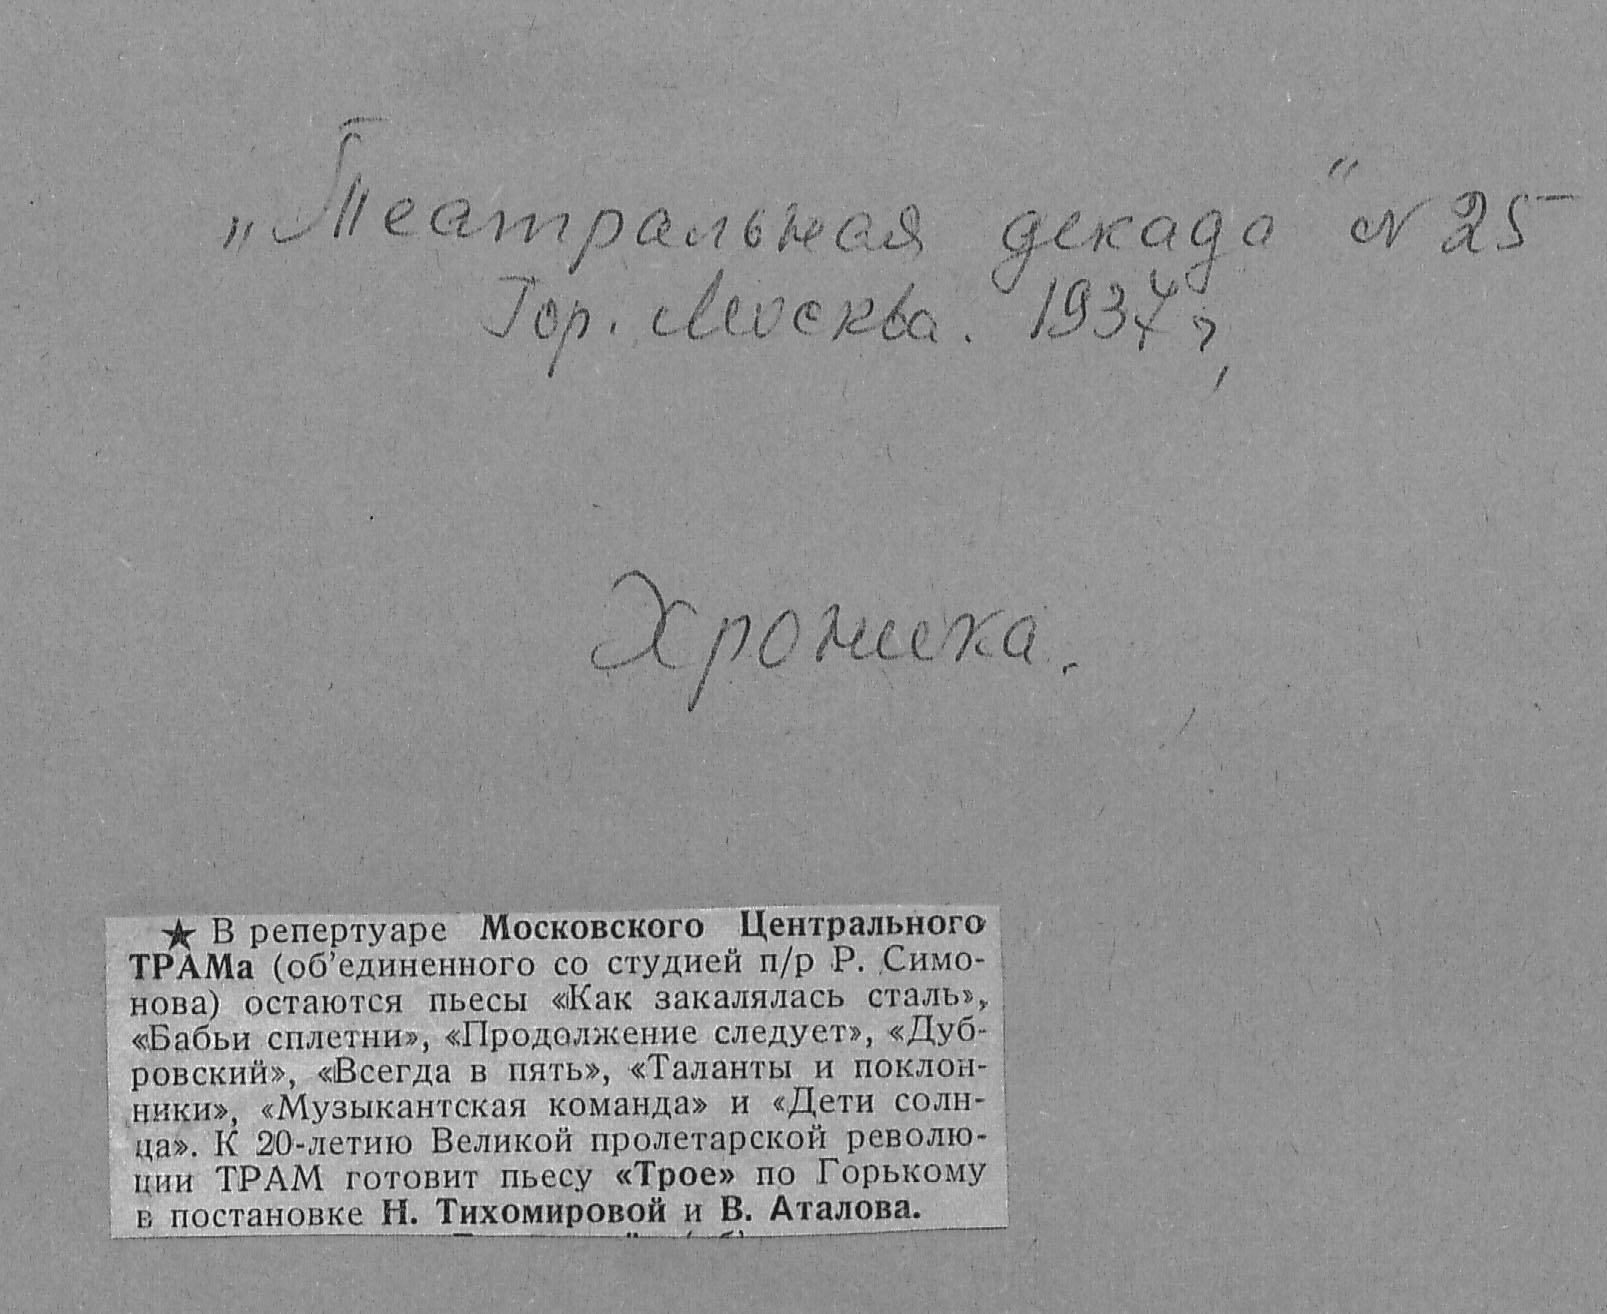 „Театральная декада" № 25
Гор. Москва. 1937 г.,
Хроника.
★ В репертуаре Московского Центрального
ТРАМа (об'единенного со студией п/р Р. Симо-
нова) остаются пьесы «Как закалялась сталь»,
«Бабьи сплетни», «Продолжение следует», «Дуб-
ровский», «Всегда в пять», «Таланты и поклон-
ники», «Музыкантская команда» и «Дети солн-
ца». К 20-летию Великой пролетарской револю-
ции ТРАМ готовит пьесу «Трое» по Горькому
в постановке Н. Тихомировой и В. Аталова.